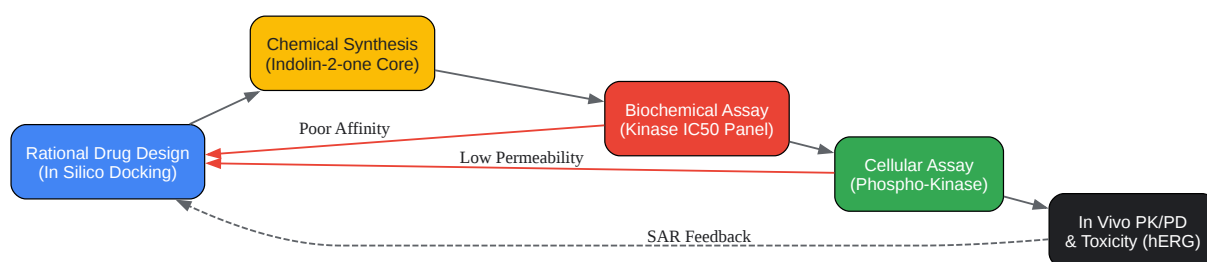 Chemical Synthesis
(Indolin-2-one Core)
Biochemical Assay
(Kinase IC50 Panel)
Poor Affinity
Rational Drug Design
(In Silico Docking)
Low Permeability
Cellular Assay
(Phospho-Kinase)
In Vivo PK/PD
& Toxicity (hERG)
SAR Feedback